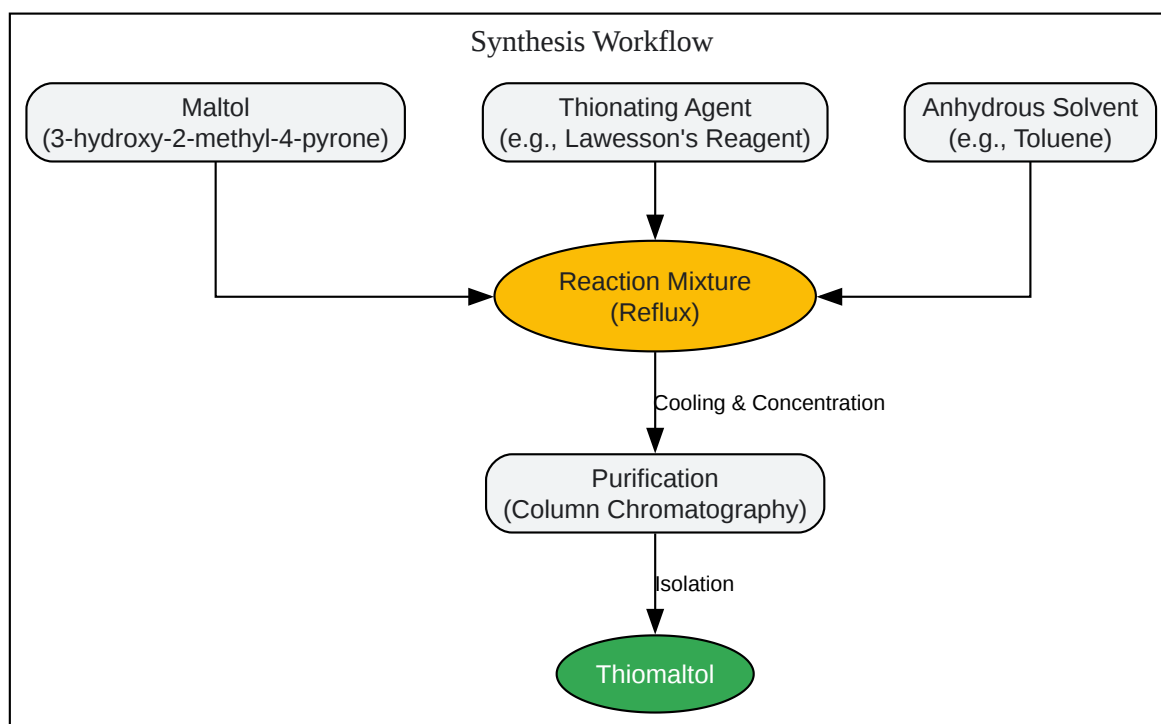 Synthesis Workflow
Maltol
(3-hydroxy-2-methyl-4-pyrone)
Thionating Agent
(e.g., Lawesson's Reagent)
Anhydrous Solvent
(e.g., Toluene)
Reaction Mixture
(Reflux)
Cooling & Concentration
Purification
(Column Chromatography)
Isolation
Thiomaltol